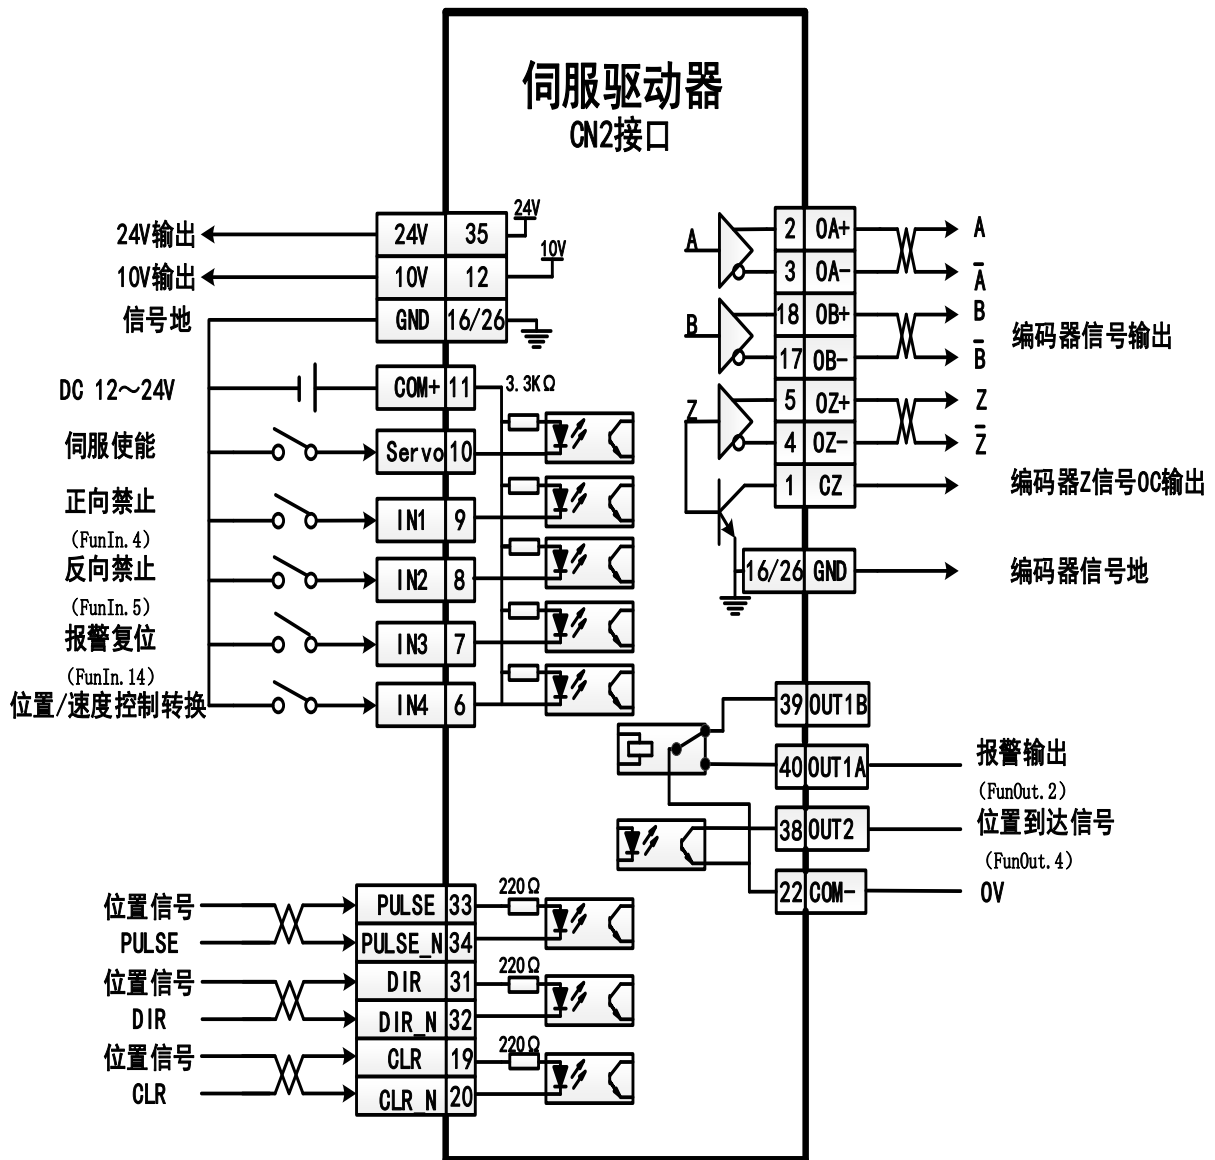 伺服驱动器
CN2接口
24V输出
24V 35
24V
10V输出
10V 12
10V
信号地
GND 16/26
DC 12～24V
COM+ 11
3.3KΩ
伺服使能
Servo 10
正向禁止
(FunIn.4)
IN1 9
反向禁止
(FunIn.5)
IN2 8
报警复位
(FunIn.14)
IN3 7
位置/速度控制转换
IN4 6
位置信号
PULSE
PULSE 33
PULSE_N 34
220Ω
位置信号
DIR
DIR 31
DIR_N 32
220Ω
位置信号
CLR
CLR 19
CLR_N 20
220Ω
A
2 OA+
A
3 OA-
A̅
B
18 OB+
B
17 OB-
B̅
编码器信号输出
Z
5 OZ+
Z
4 OZ-
Z̅
1 CZ
编码器Z信号OC输出
16/26 GND
编码器信号地
39 OUT1B
40 OUT1A
报警输出
(FunOut.2)
38 OUT2
位置到达信号
(FunOut.4)
22 COM-
0V